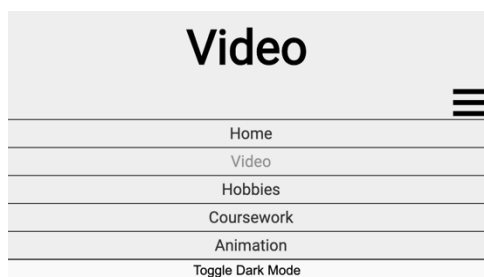 Video
Home
Video
Hobbies
Coursework
Animation
Toggle Dark Mode